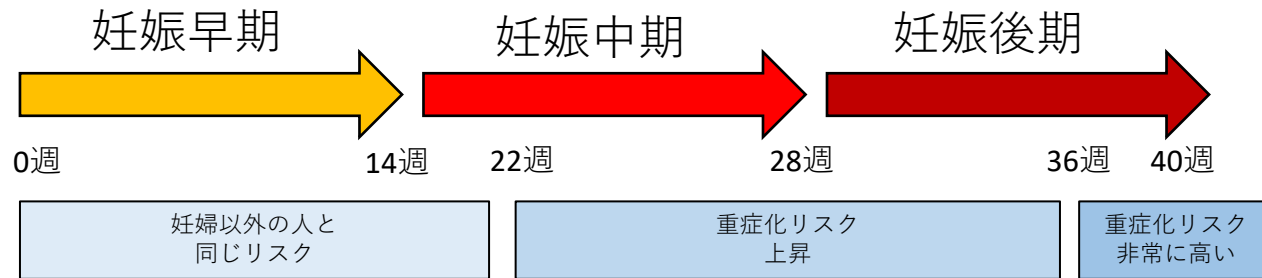 妊娠早期
妊娠中期
妊娠後期
0週
14週
22週
28週
36週
40週
妊婦以外の人と
同じリスク
重症化リスク
上昇
重症化リスク
非常に高い